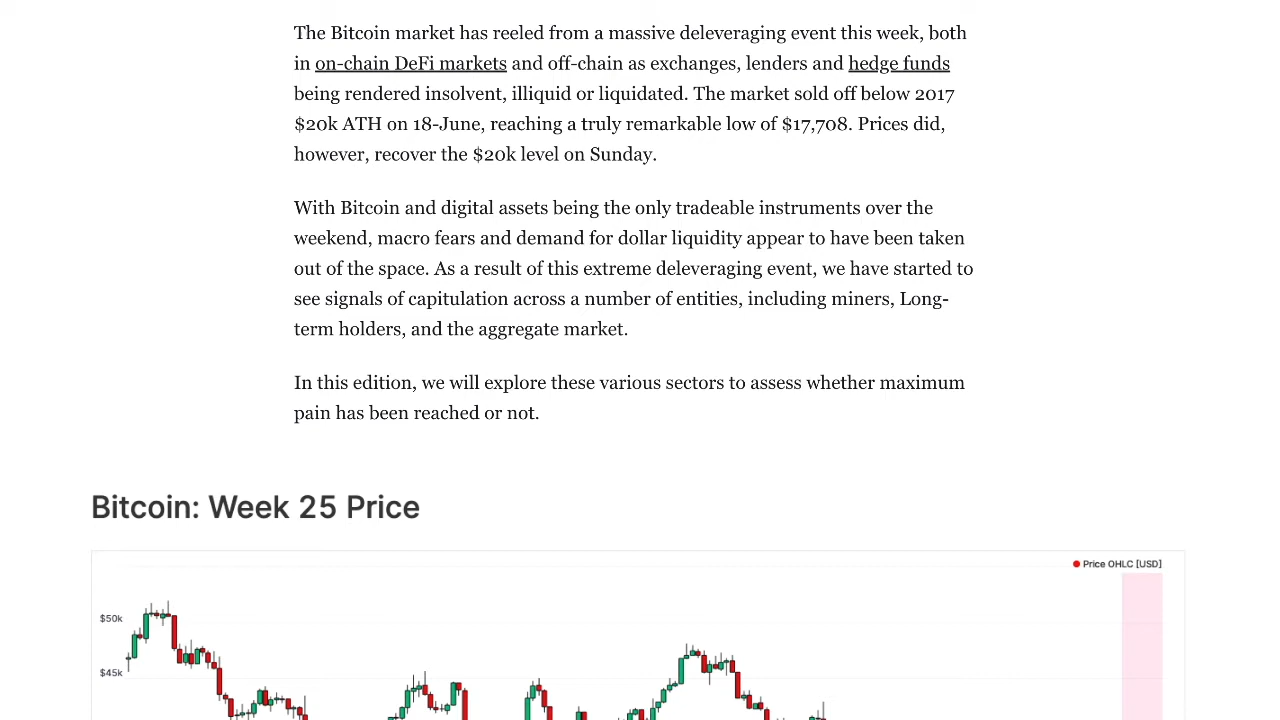 The Bitcoin market has reeled from a massive deleveraging event this week, both
in on-chain DeFi markets and off-chain as exchanges, lenders and hedge funds
being rendered insolvent, illiquid or liquidated. The market sold off below 2017
$20k ATH on 18-June, reaching a truly remarkable low of $17,708. Prices did,
however, recover the $20k level on Sunday.
With Bitcoin and digital assets being the only tradeable instruments over the
weekend, macro fears and demand for dollar liquidity appear to have been taken
out of the space. As a result of this extreme deleveraging event, we have started to
see signals of capitulation across a number of entities, including miners, Long-
term holders, and the aggregate market.
In this edition, we will explore these various sectors to assess whether maximum
pain has been reached or not.
Bitcoin: Week 25 Price
Price OHLC [USD]
$50k
$45k